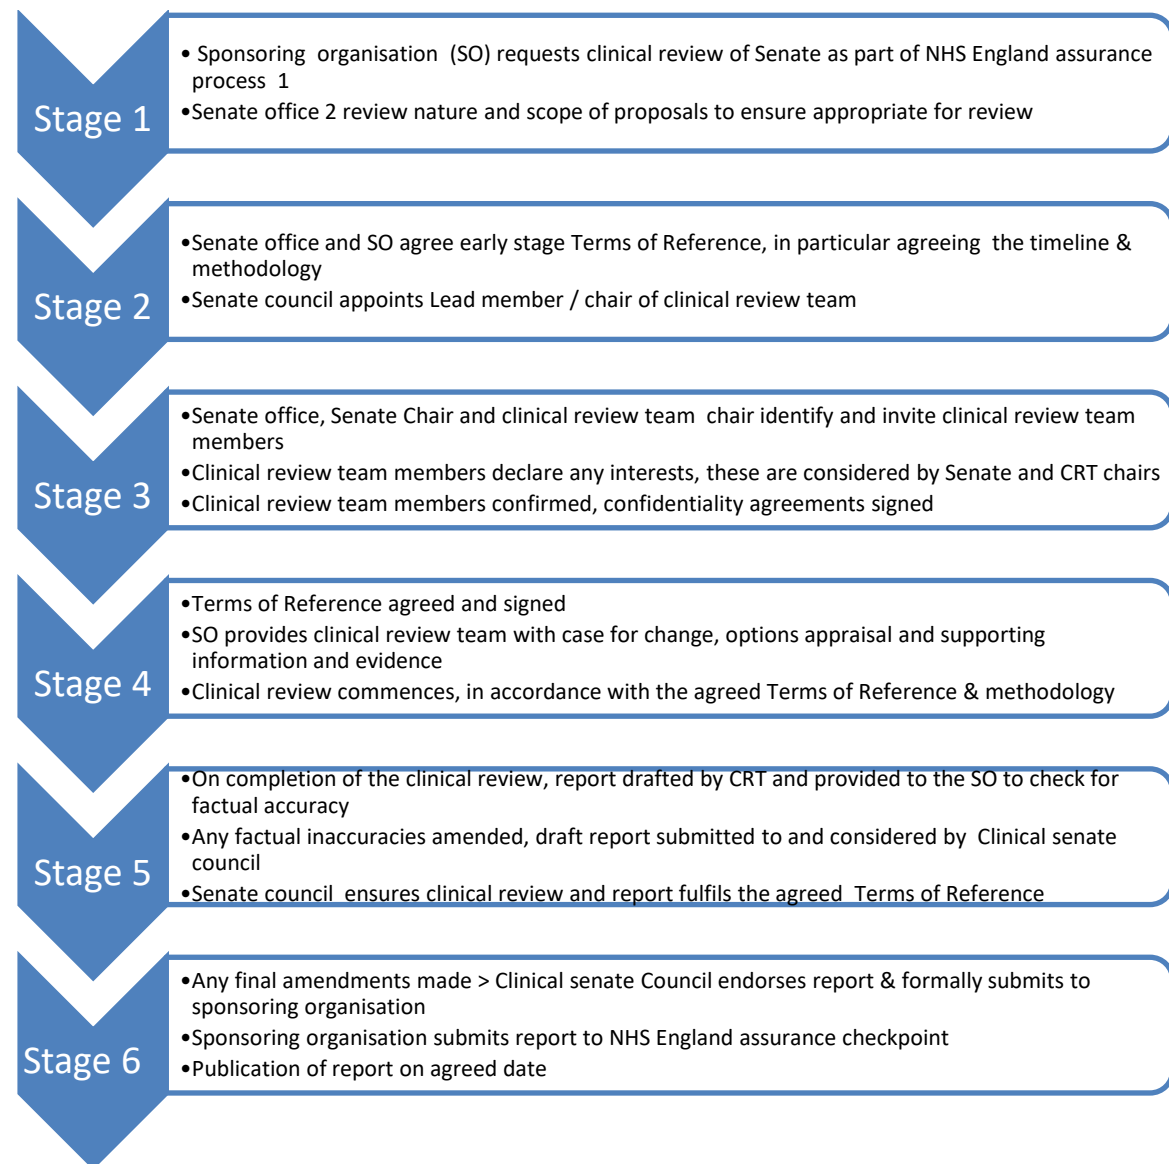 Stage 1
• Sponsoring organisation (SO) requests clinical review of Senate as part of NHS England assurance
process 1
•Senate office 2 review nature and scope of proposals to ensure appropriate for review
Stage 2
•Senate office and SO agree early stage Terms of Reference, in particular agreeing the timeline &
methodology
•Senate council appoints Lead member / chair of clinical review team
Stage 3
•Senate office, Senate Chair and clinical review team chair identify and invite clinical review team
members
•Clinical review team members declare any interests, these are considered by Senate and CRT chairs
•Clinical review team members confirmed, confidentiality agreements signed
Stage 4
•Terms of Reference agreed and signed
•SO provides clinical review team with case for change, options appraisal and supporting
information and evidence
•Clinical review commences, in accordance with the agreed Terms of Reference & methodology
Stage 5
•On completion of the clinical review, report drafted by CRT and provided to the SO to check for
factual accuracy
•Any factual inaccuracies amended, draft report submitted to and considered by Clinical senate
council
•Senate council ensures clinical review and report fulfils the agreed Terms of Reference
Stage 6
•Any final amendments made > Clinical senate Council endorses report & formally submits to
sponsoring organisation
•Sponsoring organisation submits report to NHS England assurance checkpoint
•Publication of report on agreed date